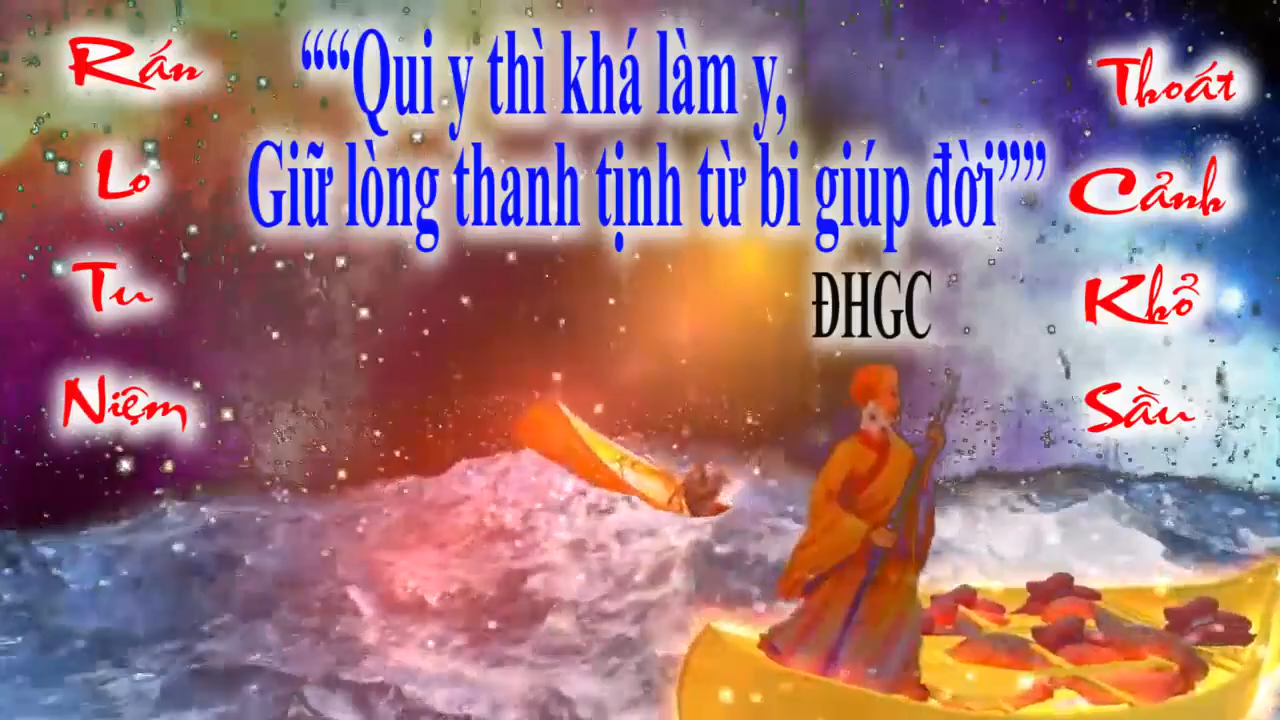 Rán
Lo
Tu
Niệm
““Qui y thì khá làm y,
Giữ lòng thanh tịnh từ bi giúp đời””
ĐHGC
Thoát
Cảnh
Khổ
Sầu